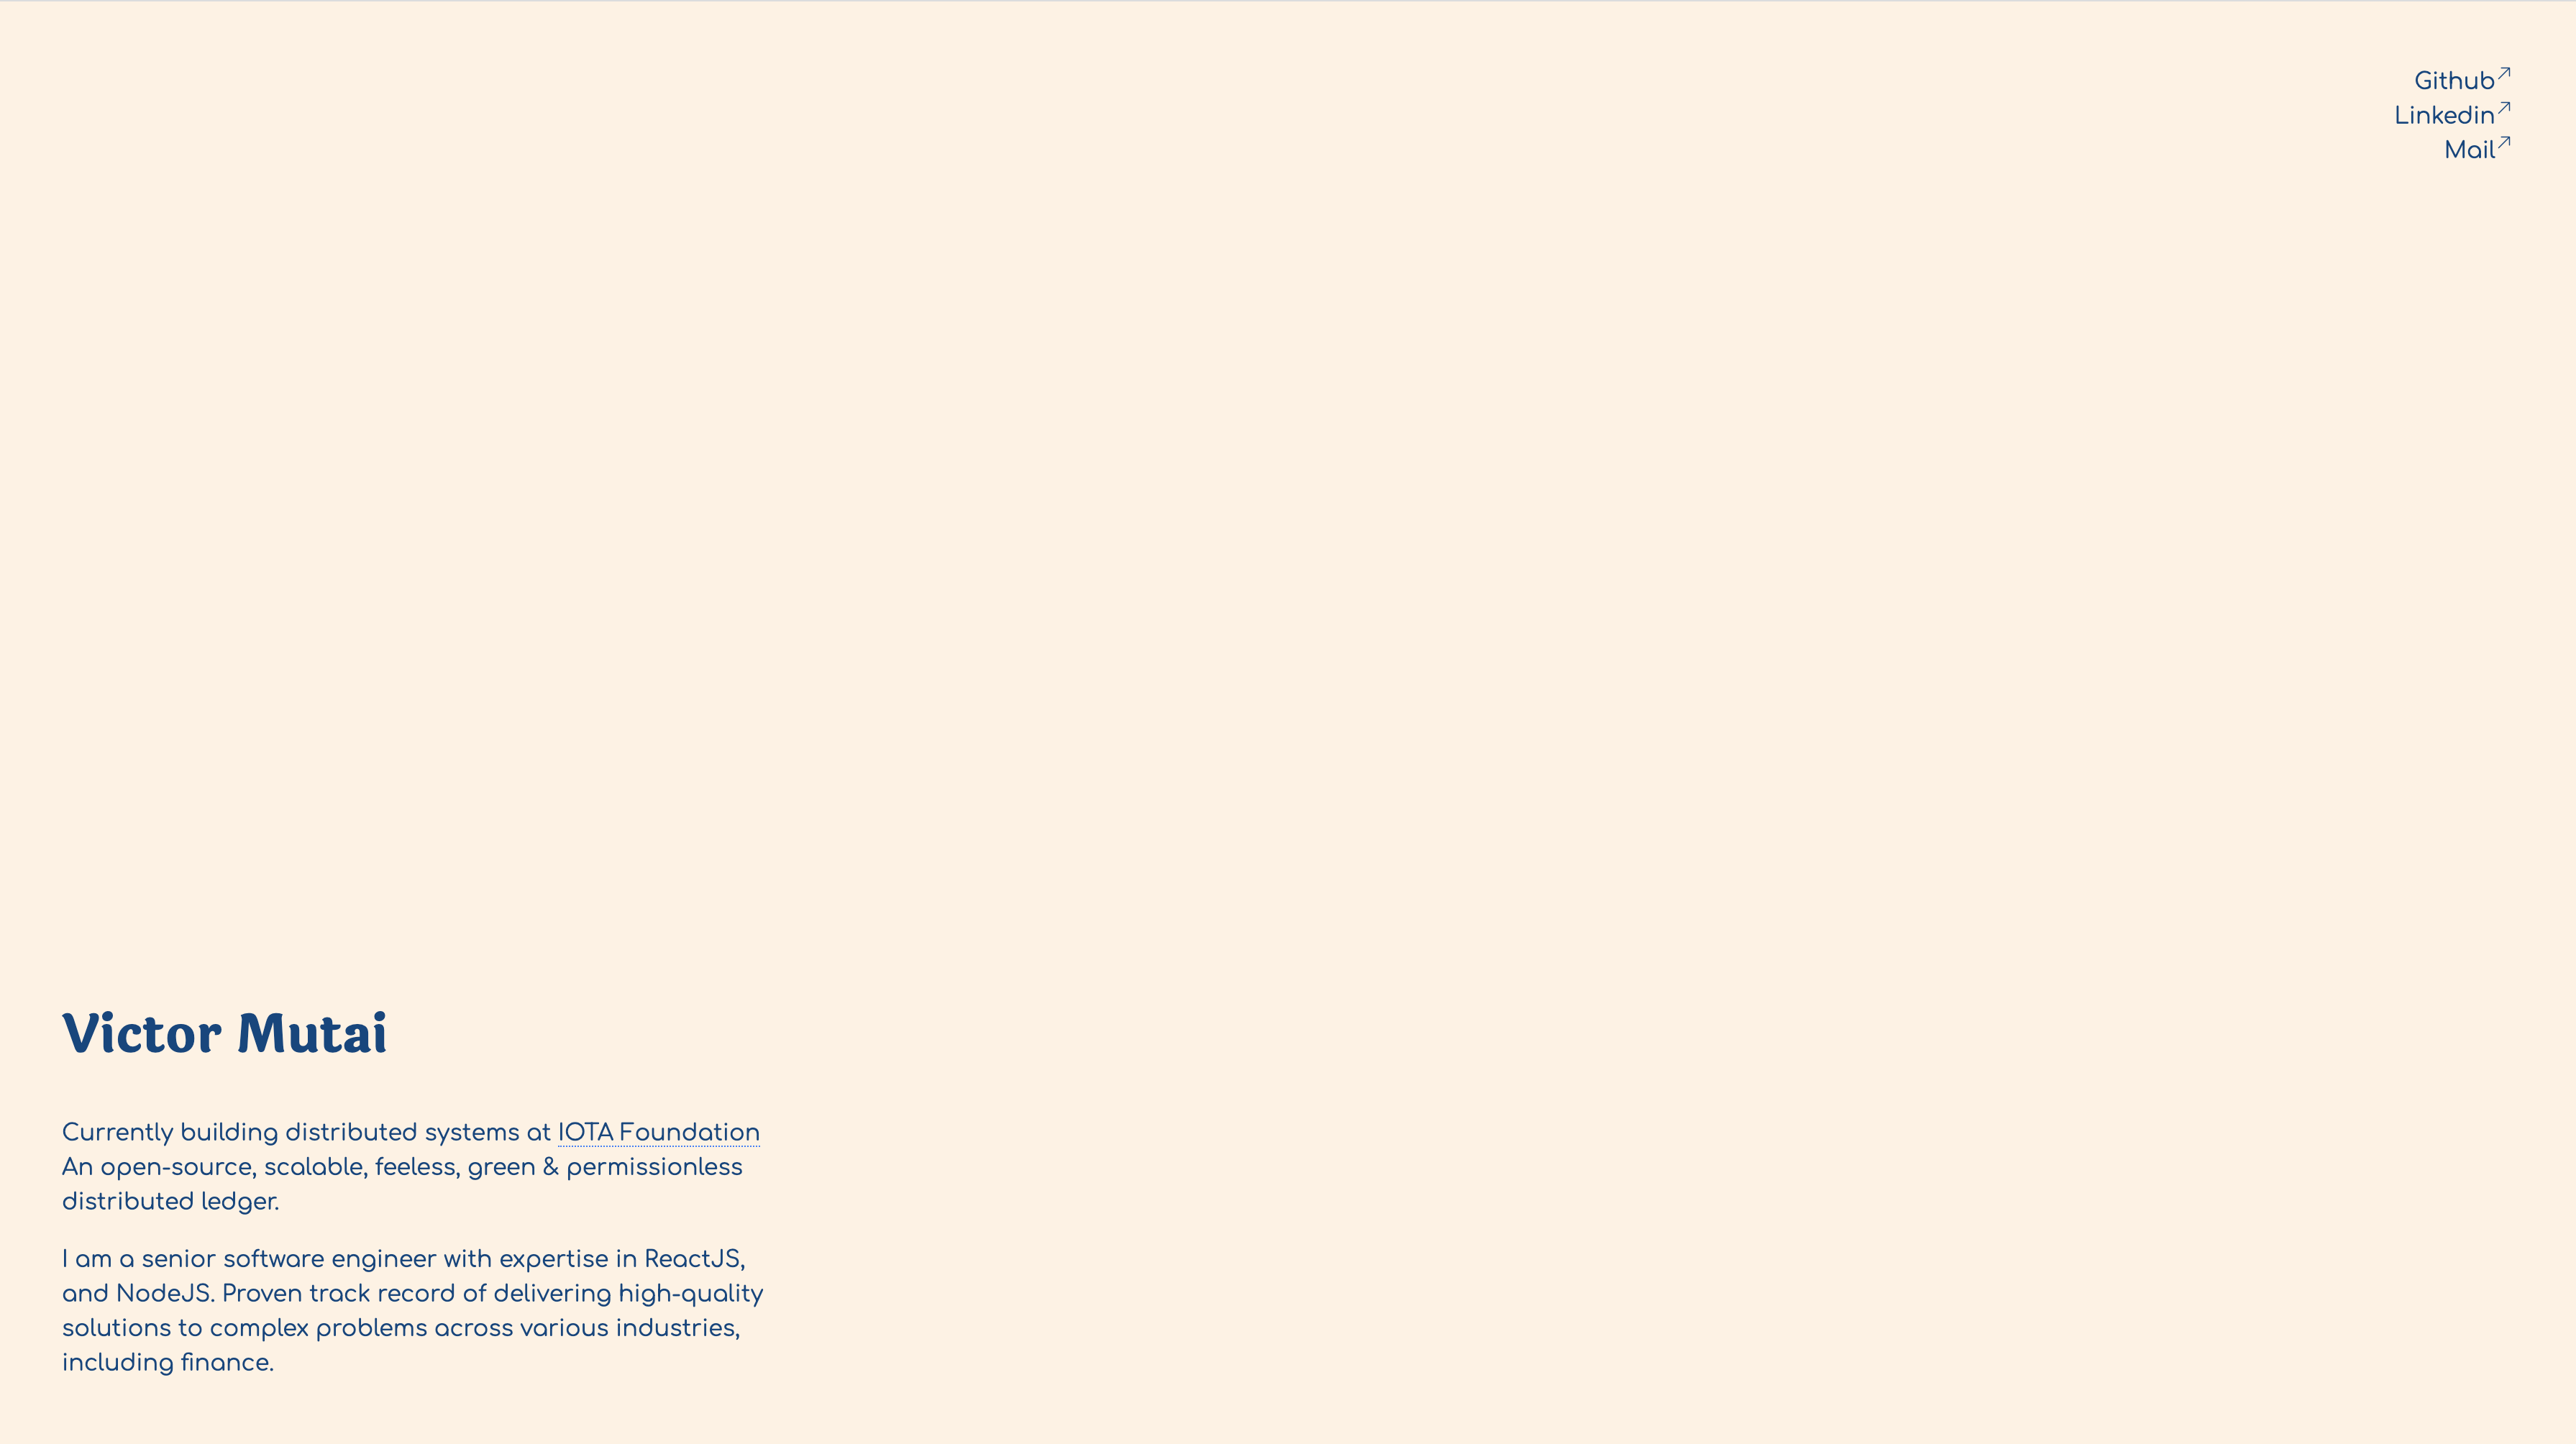 Github
Linkedin
Mail
Victor Mutai
Currently building distributed systems at IOTA Foundation
An open-source, scalable, feeless, green & permissionless
distributed ledger.
I am a senior software engineer with expertise in ReactJS,
and NodeJS. Proven track record of delivering high-quality
solutions to complex problems across various industries,
including finance.